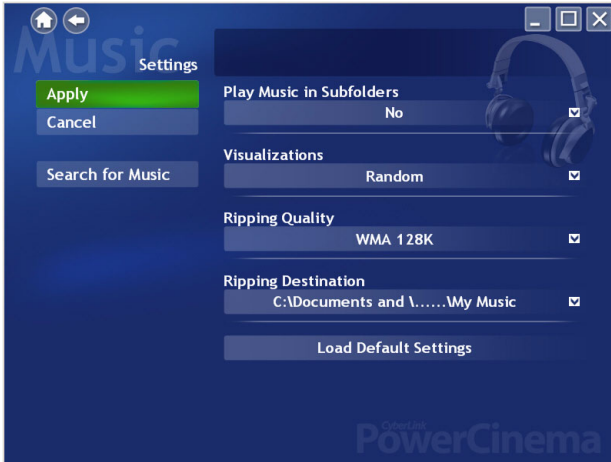 Music
Settings
Apply
Cancel
Search for Music
Play Music in Subfolders
No
Visualizations
Random
Ripping Quality
WMA 128K
Ripping Destination
C:\Documents and \......\My Music
Load Default Settings
CyberLink
PowerCinema